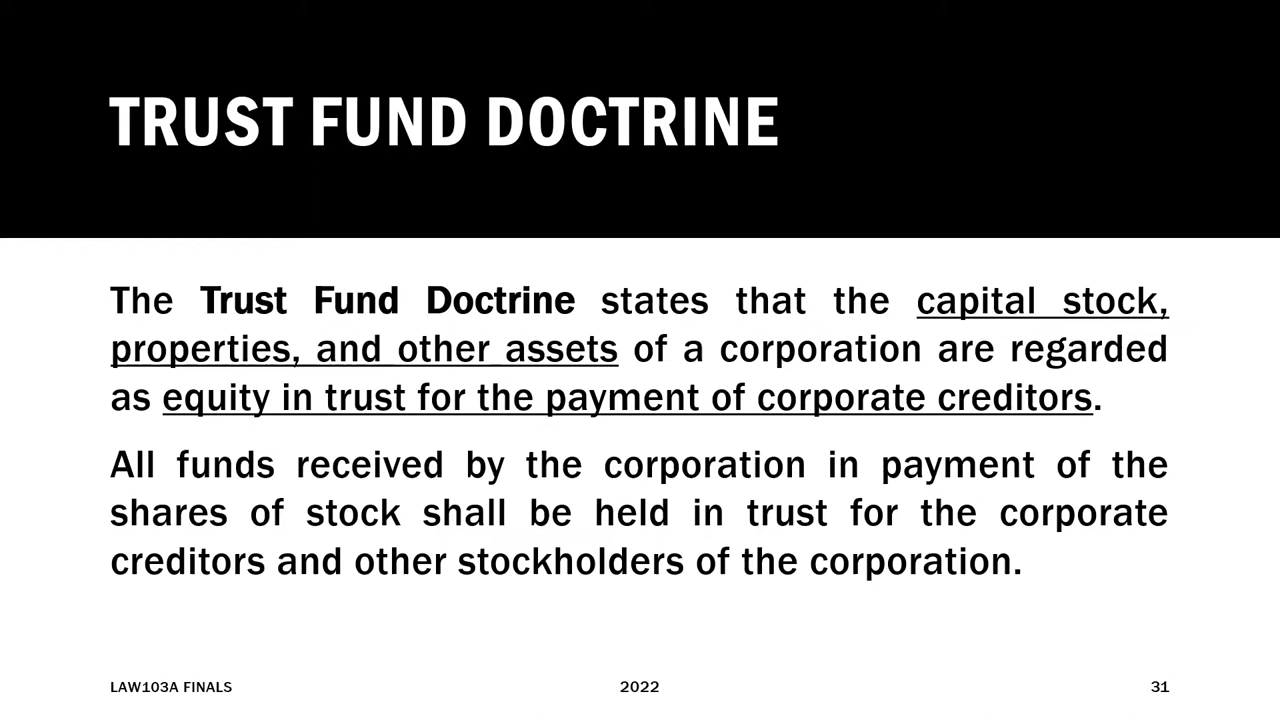 TRUST FUND DOCTRINE
The Trust Fund Doctrine states that the capital stock,
properties, and other assets of a corporation are regarded
as equity in trust for the payment of corporate creditors.
All funds received by the corporation in payment of the
shares of stock shall be held in trust for the corporate
creditors and other stockholders of the corporation.
LAW103A FINALS 2022 31